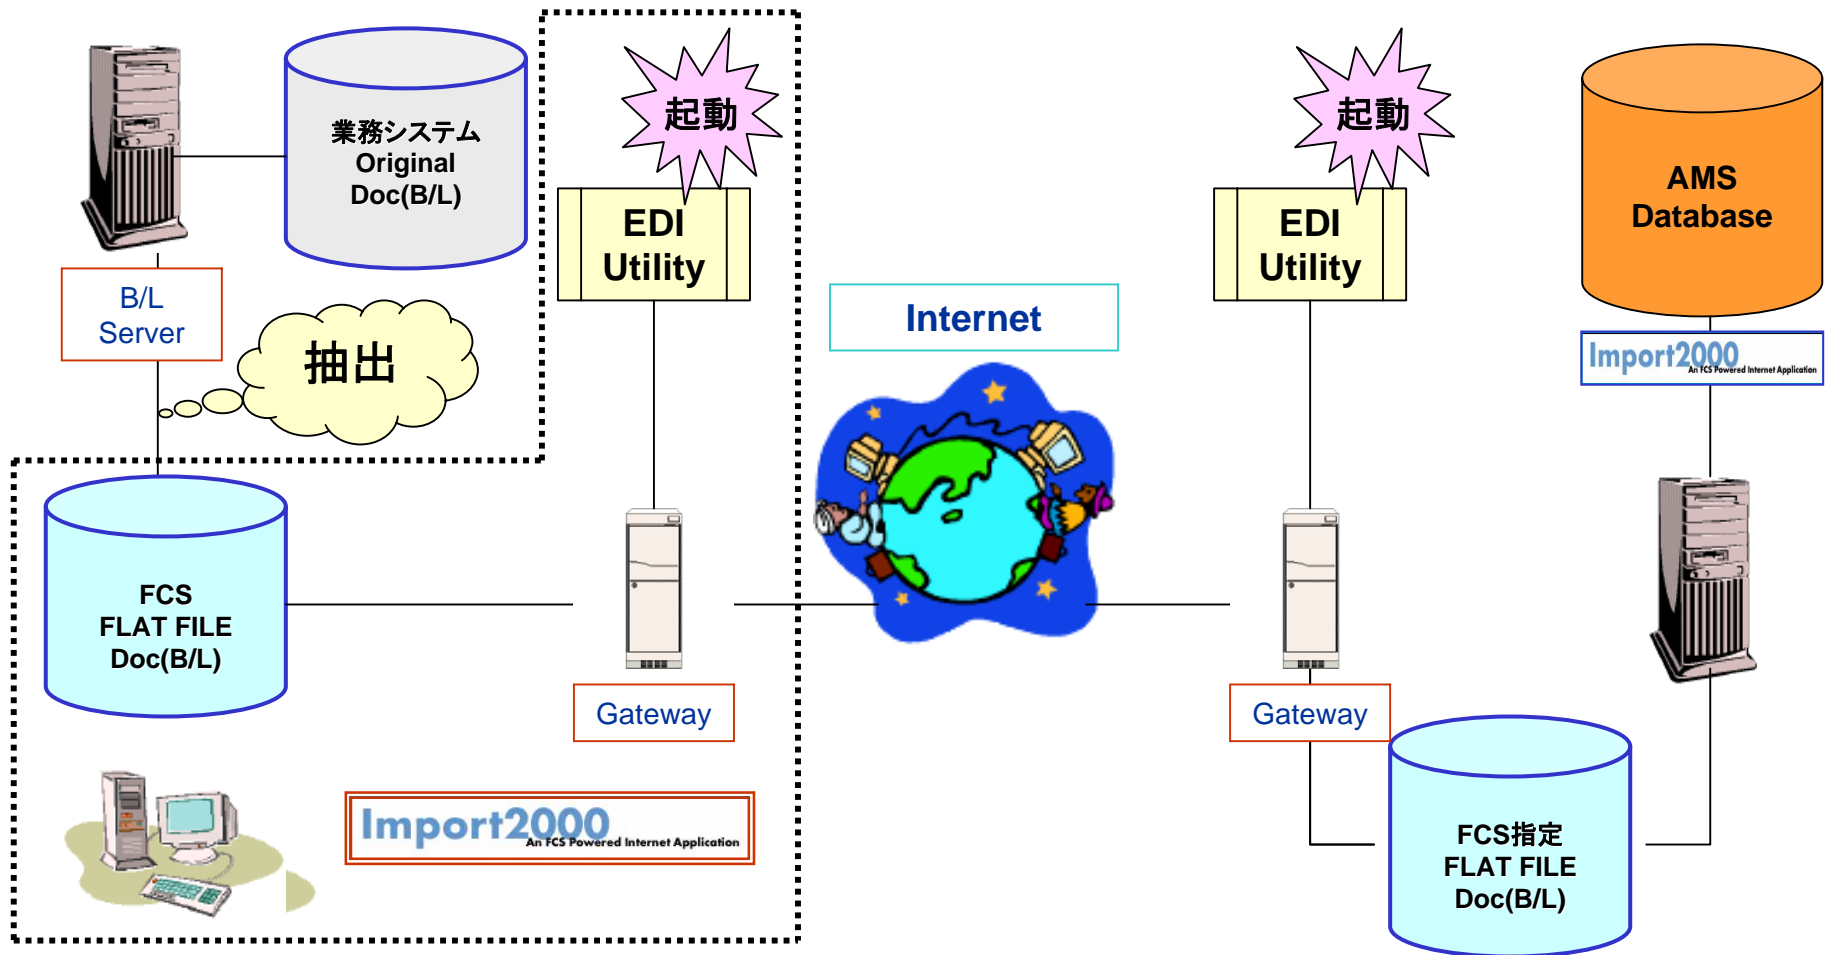 業務システム
Original
Doc(B/L)
起動
起動
AMS
Database
EDI
Utility
EDI
Utility
B/L
Server
Internet
抽出
Import2000
An FCS Powered Internet Application
FCS
FLAT FILE
Doc(B/L)
Gateway
Gateway
Import2000
An FCS Powered Internet Application
FCS指定
FLAT FILE
Doc(B/L)